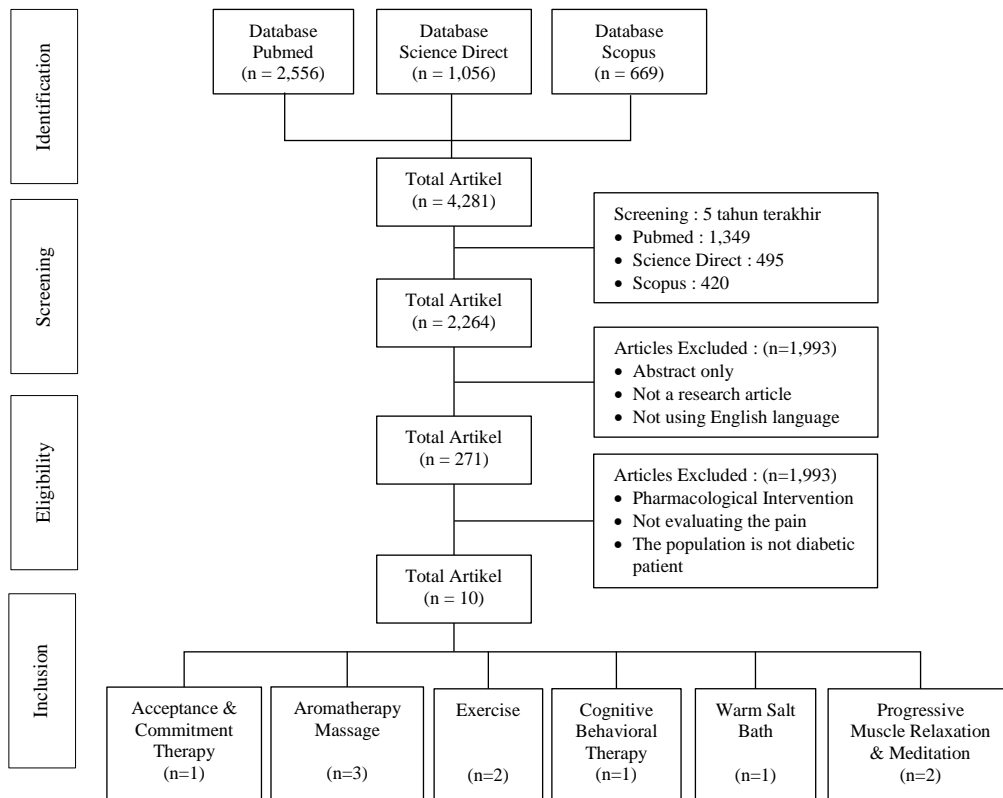 Identification
Database
Pubmed
(n = 2,556)
Database
Science Direct
(n = 1,056)
Database
Scopus
(n = 669)
Total Artikel
(n = 4,281)
Screening
Screening : 5 tahun terakhir
• Pubmed : 1,349
• Science Direct : 495
• Scopus : 420
Total Artikel
(n = 2,264)
Articles Excluded : (n=1,993)
• Abstract only
• Not a research article
• Not using English language
Eligibility
Total Artikel
(n = 271)
Articles Excluded : (n=1,993)
• Pharmacological Intervention
• Not evaluating the pain
• The population is not diabetic
patient
Total Artikel
(n = 10)
Inclusion
Acceptance &
Commitment
Therapy
(n=1)
Aromatherapy
Massage
(n=3)
Exercise
(n=2)
Cognitive
Behavioral
Therapy
(n=1)
Warm Salt
Bath
(n=1)
Progressive
Muscle Relaxation
& Meditation
(n=2)